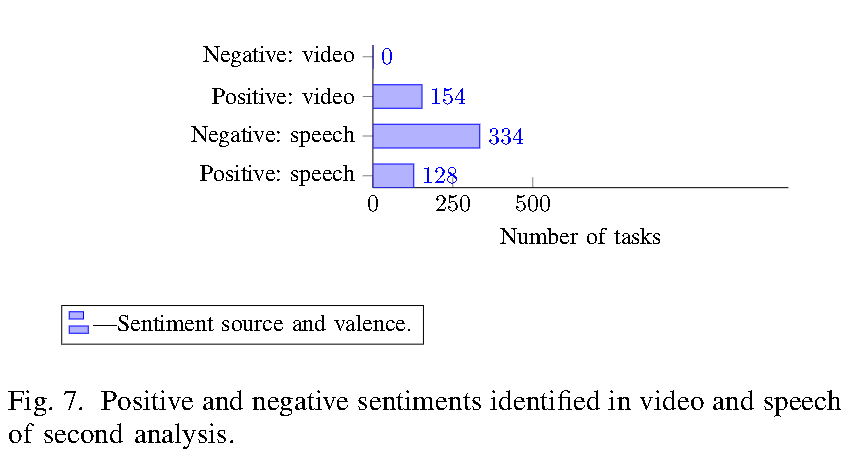 Negative: video 0
Positive: video 154
Negative: speech 334
Positive: speech 128
0 250 500
Number of tasks
—Sentiment source and valence.
Fig. 7. Positive and negative sentiments identified in video and speech
of second analysis.